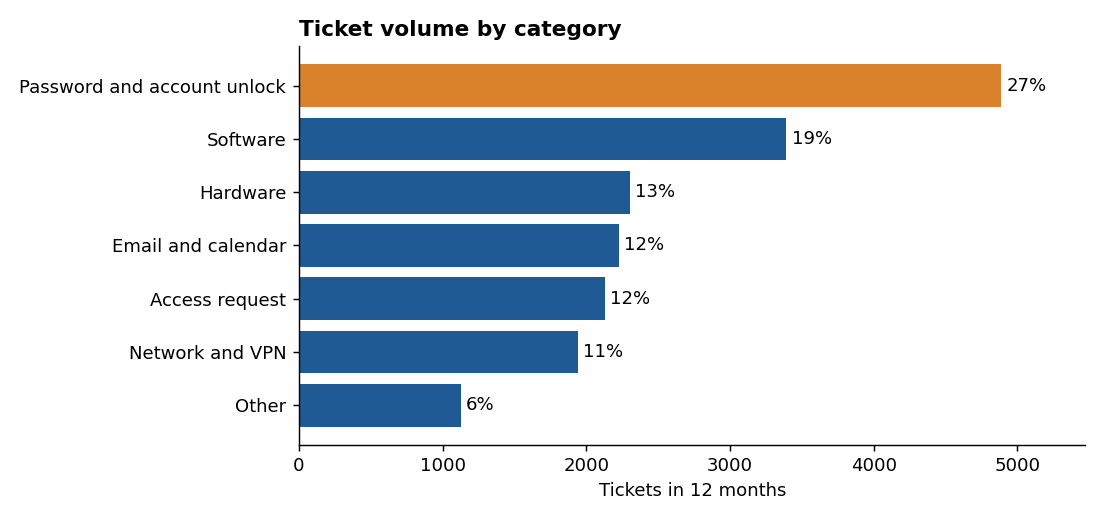 Ticket volume by category
Password and account unlock 27%
Software 19%
Hardware 13%
Email and calendar 12%
Access request 12%
Network and VPN 11%
Other 6%
0 1000 2000 3000 4000 5000
Tickets in 12 months